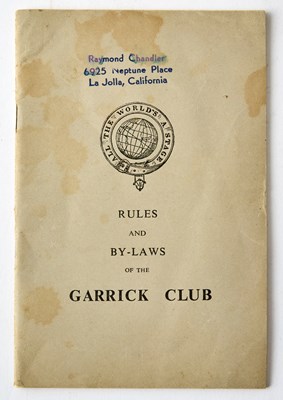 Raymond Chandler
6925 Neptune Place
La Jolla, California
ALL THE WORLD'S A STAGE
RULES
AND
BY-LAWS
OF THE
GARRICK CLUB